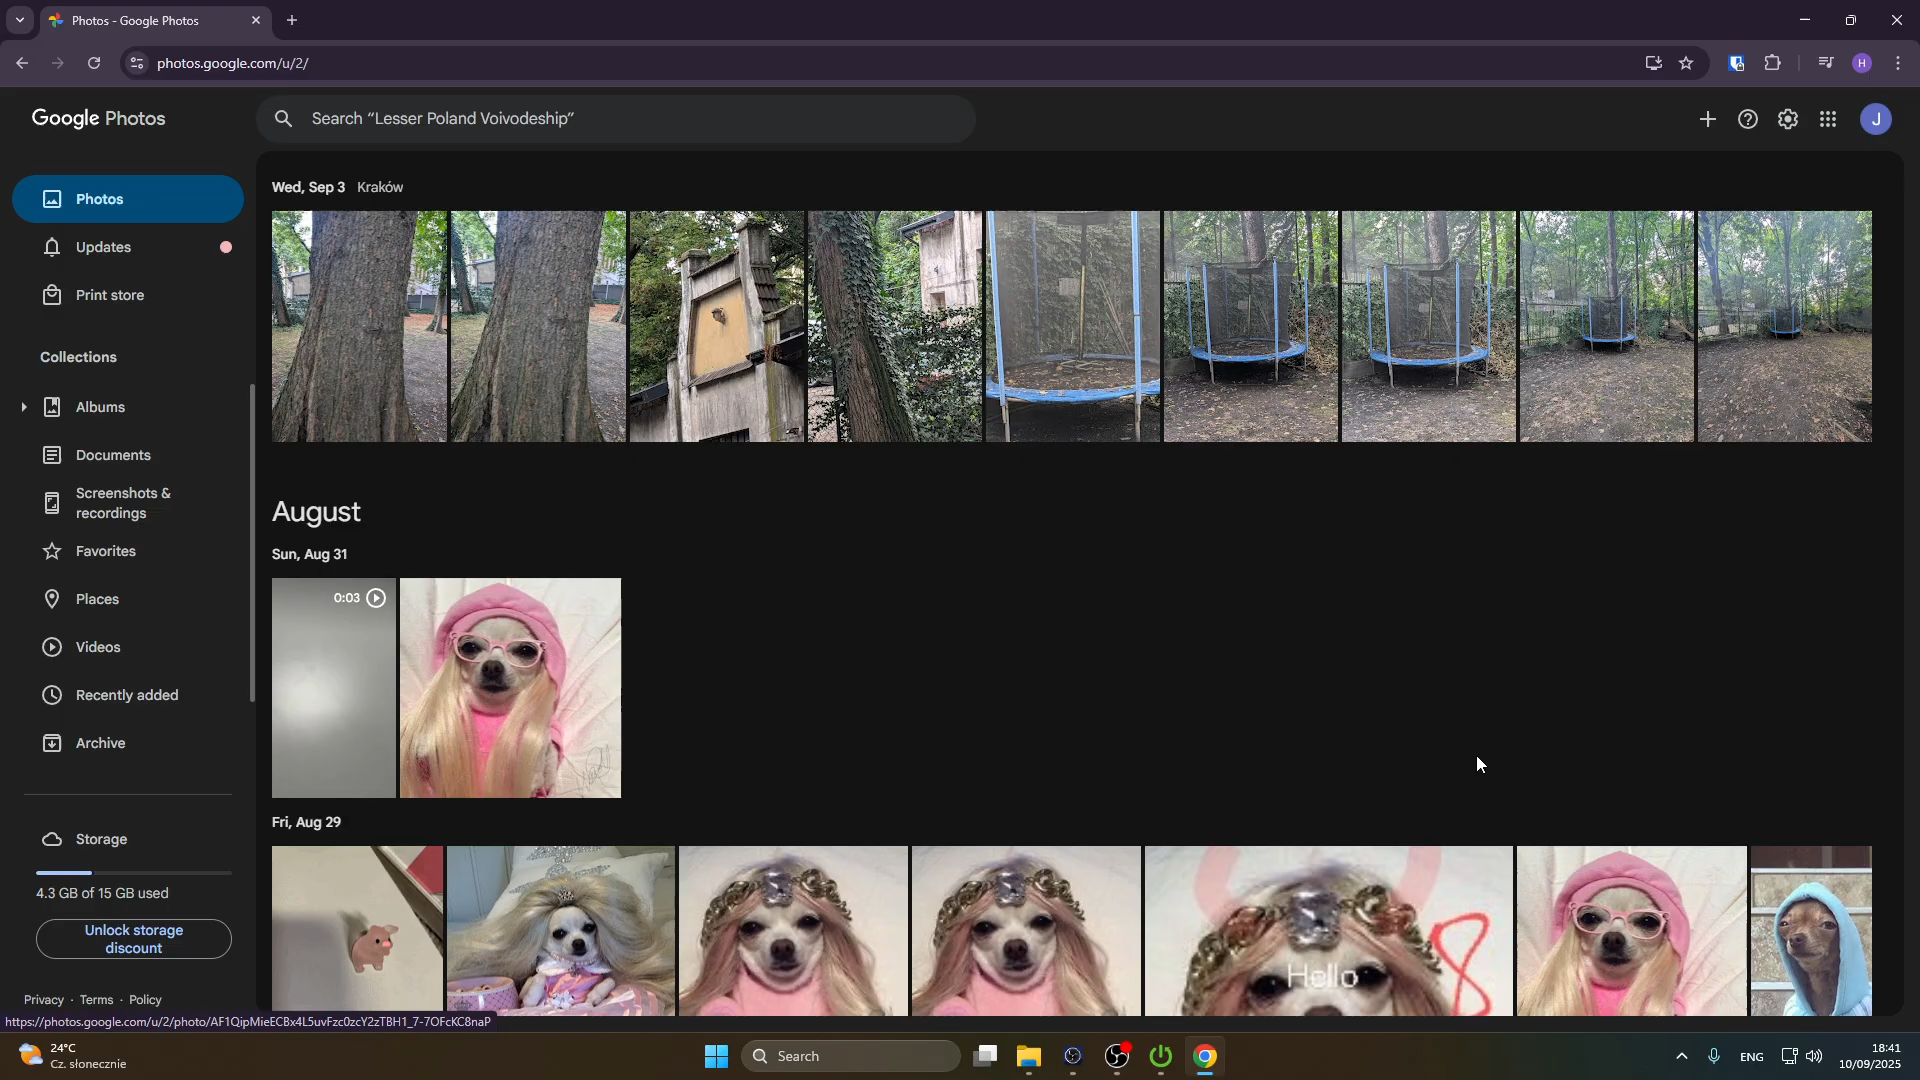 Photos - Google Photos
photos.google.com/u/2/
H
Google Photos
Search “Lesser Poland Voivodeship”
J
Photos
Updates
Print store
Collections
Albums
Documents
Screenshots &
recordings
Favorites
Places
Videos
Recently added
Archive
Storage
4.3 GB of 15 GB used
Unlock storage
discount
Privacy · Terms · Policy
Wed, Sep 3 Kraków
August
Sun, Aug 31
0:03
Fri, Aug 29
Hello
8
https://photos.google.com/u/2/photo/AF1QipMieECBx4L5uvFzc0zcY2zTBH1_7-7OFcKC8naP
24°C
Cz. słonecznie
Search
ENG
18:41
10/09/2025